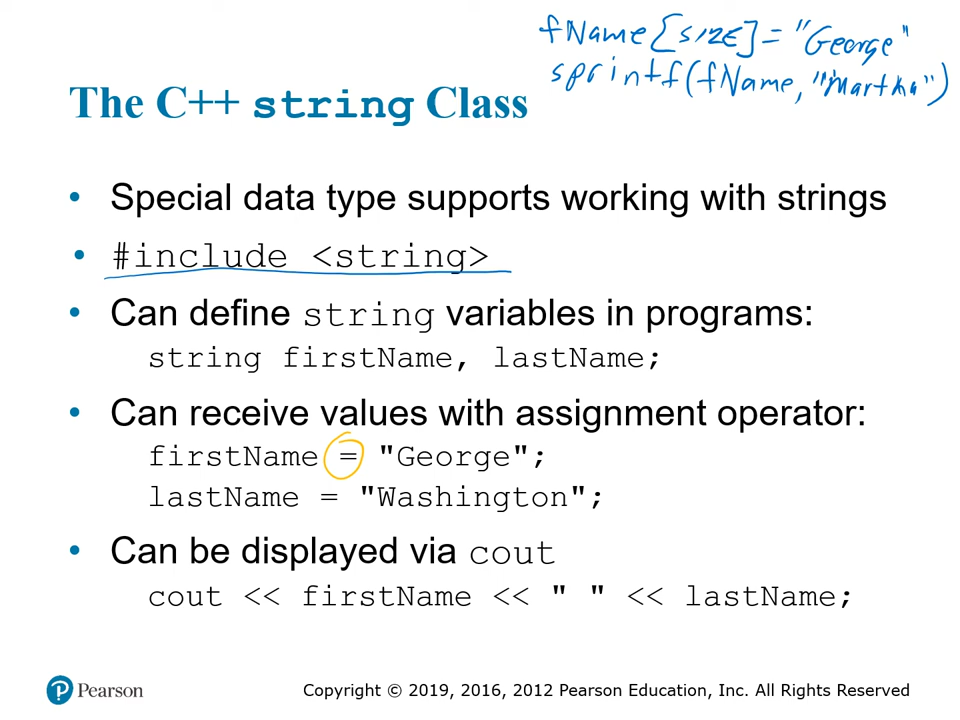 fName[SIZE] = "George"
sprintf(fName, "Martha")
The C++ string Class
• Special data type supports working with strings
• #include <string>
• Can define string variables in programs:
string firstName, lastName;
• Can receive values with assignment operator:
firstName = "George";
lastName = "Washington";
• Can be displayed via cout
cout << firstName << " " << lastName;
P Pearson
Copyright © 2019, 2016, 2012 Pearson Education, Inc. All Rights Reserved